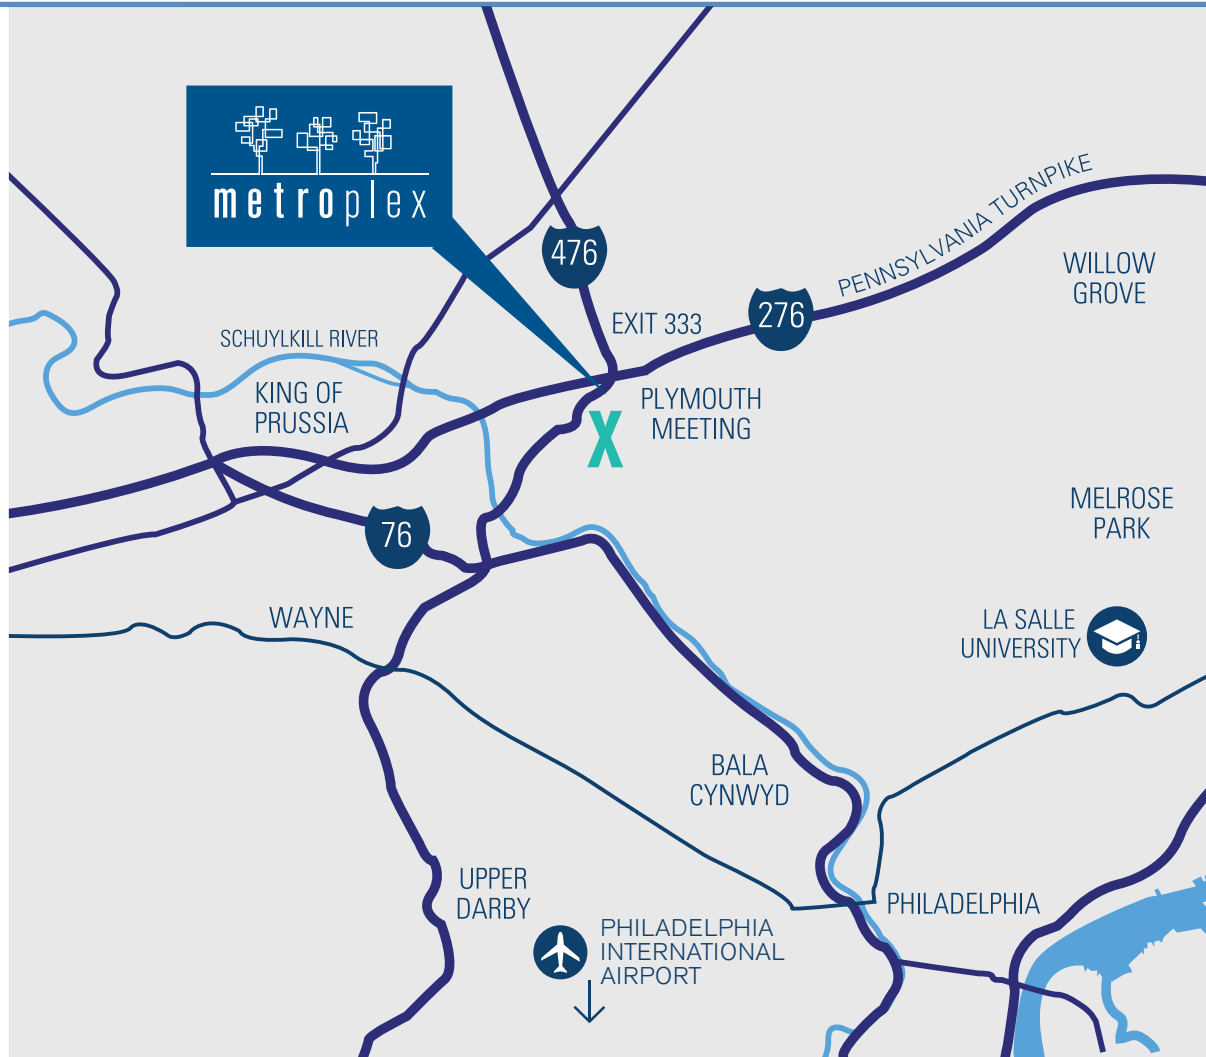 metroplex
476
PENNSYLVANIA TURNPIKE
WILLOW
GROVE
276
EXIT 333
SCHUYLKILL RIVER
KING OF
PRUSSIA
PLYMOUTH
MEETING
X
MELROSE
PARK
76
WAYNE
LA SALLE
UNIVERSITY
BALA
CYNWYD
UPPER
DARBY
PHILADELPHIA
PHILADELPHIA
INTERNATIONAL
AIRPORT